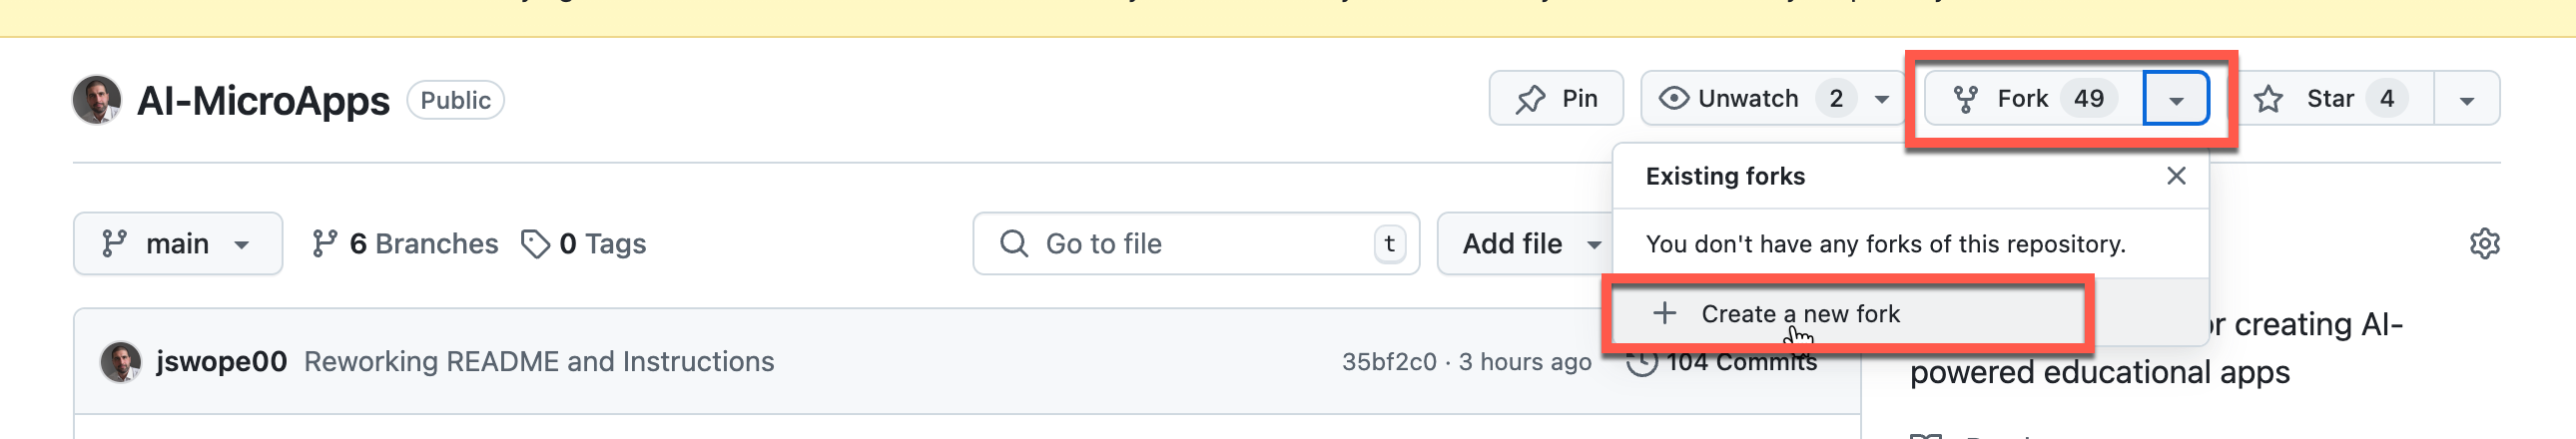 AI-MicroApps Public Pin Unwatch 2 Fork 49 Star 4
Existing forks
You don't have any forks of this repository.
Create a new fork
main 6 Branches 0 Tags Go to file t Add file
jswope00 Reworking README and Instructions 35bf2c0 · 3 hours ago 104 Commits
r creating AI-
powered educational apps